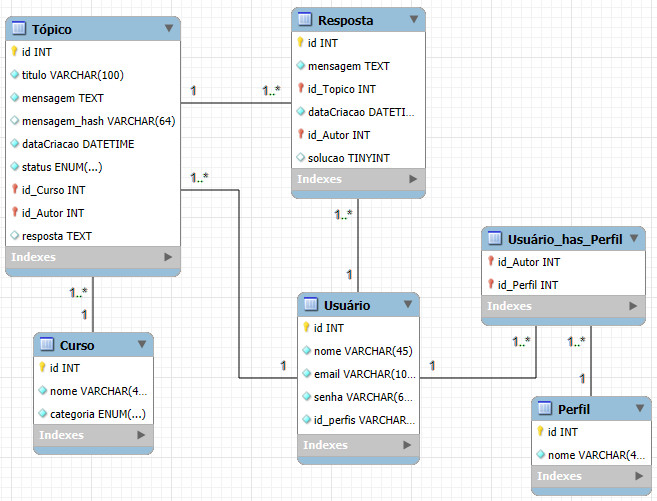 Tópico
id INT
titulo VARCHAR(100)
mensagem TEXT
mensagem_hash VARCHAR(64)
dataCriacao DATETIME
status ENUM(...)
id_Curso INT
id_Autor INT
resposta TEXT
Indexes
Resposta
id INT
mensagem TEXT
id_Topico INT
dataCriacao DATETI...
id_Autor INT
solucao TINYINT
Indexes
1
1..*
1..*
1..*
1
1..*
1
Curso
id INT
nome VARCHAR(4...
categoria ENUM(...)
Indexes
1
Usuário
id INT
nome VARCHAR(45)
email VARCHAR(10...
senha VARCHAR(6...
id_perfis VARCHAR...
Indexes
1
Usuário_has_Perfil
id_Autor INT
id_Perfil INT
Indexes
1..*
1..*
1
Perfil
id INT
nome VARCHAR(4...
Indexes